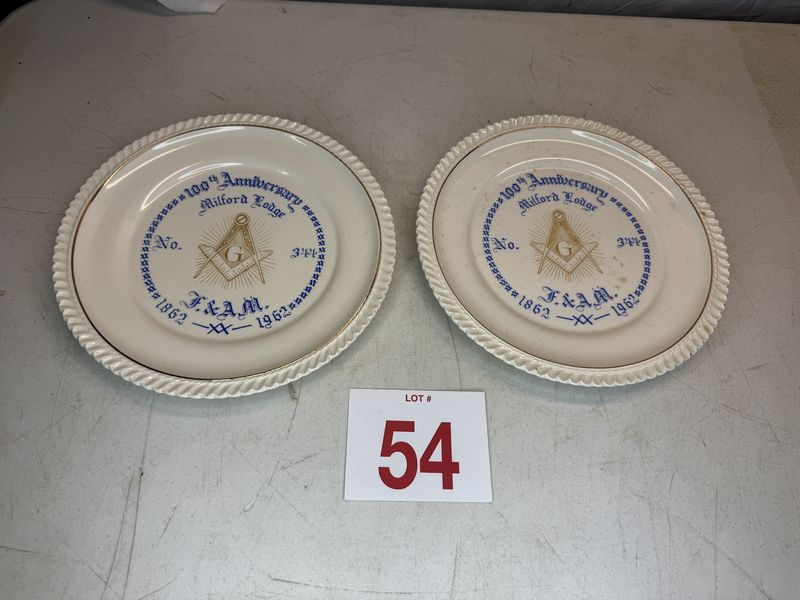 100th Anniversary
Milford Lodge
No. 344
G
F. & A.M.
1862 1962
100th Anniversary
Milford Lodge
No. 344
G
F. & A.M.
1862 1962
LOT #
54